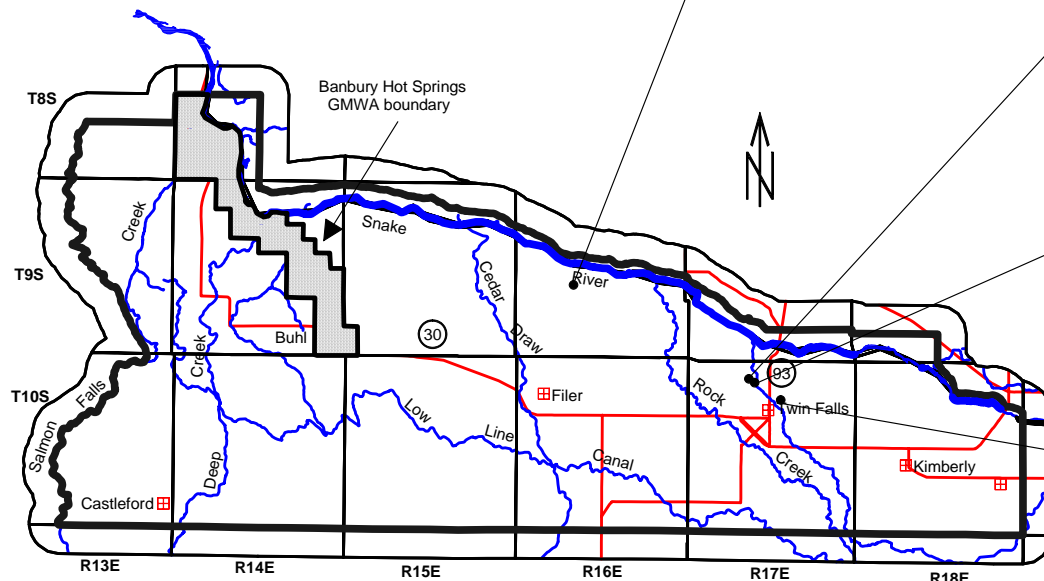 Banbury Hot Springs
GMWA boundary
T8S
N
Creek
Snake
T9S
Cedar
River
Buhl
30
Draw
Creek
93
T10S
Falls
Filer
Rock
Twin Falls
Low
Line
Salmon
Canal
Creek
Kimberly
Deep
Castleford
R13E
R14E
R15E
R16E
R17E
R18E